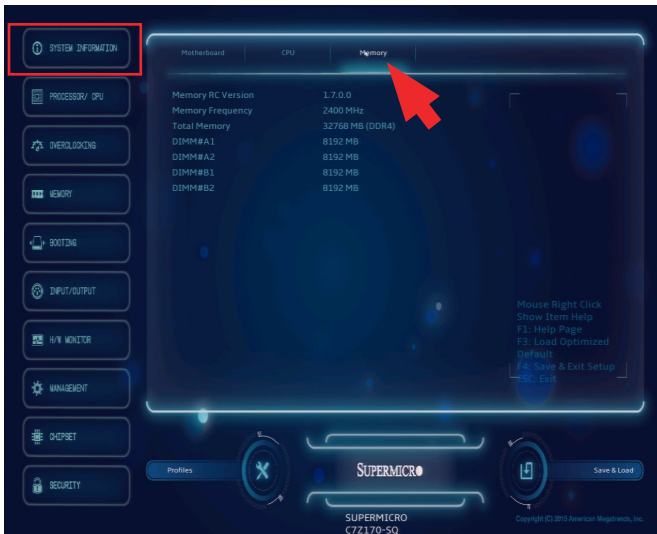 SYSTEM INFORMATION
PROCESSOR/ CPU
OVERCLOCKING
MEMORY
BOOTING
INPUT/OUTPUT
H/W MONITOR
MANAGEMENT
CHIPSET
SECURITY
Motherboard CPU Memory
Memory RC Version 1.7.0.0
Memory Frequency 2400 MHz
Total Memory 32768 MB (DDR4)
DIMM#A1 8192 MB
DIMM#A2 8192 MB
DIMM#B1 8192 MB
DIMM#B2 8192 MB
Mouse Right Click
Show Item Help
F1: Help Page
F3: Load Optimized
Default
F4: Save & Exit Setup
ESC: Exit
Profiles
SUPERMICRO
Save & Load
SUPERMICRO
C7Z170-SQ
Copyright (C) 2015 American Megatrends, Inc.